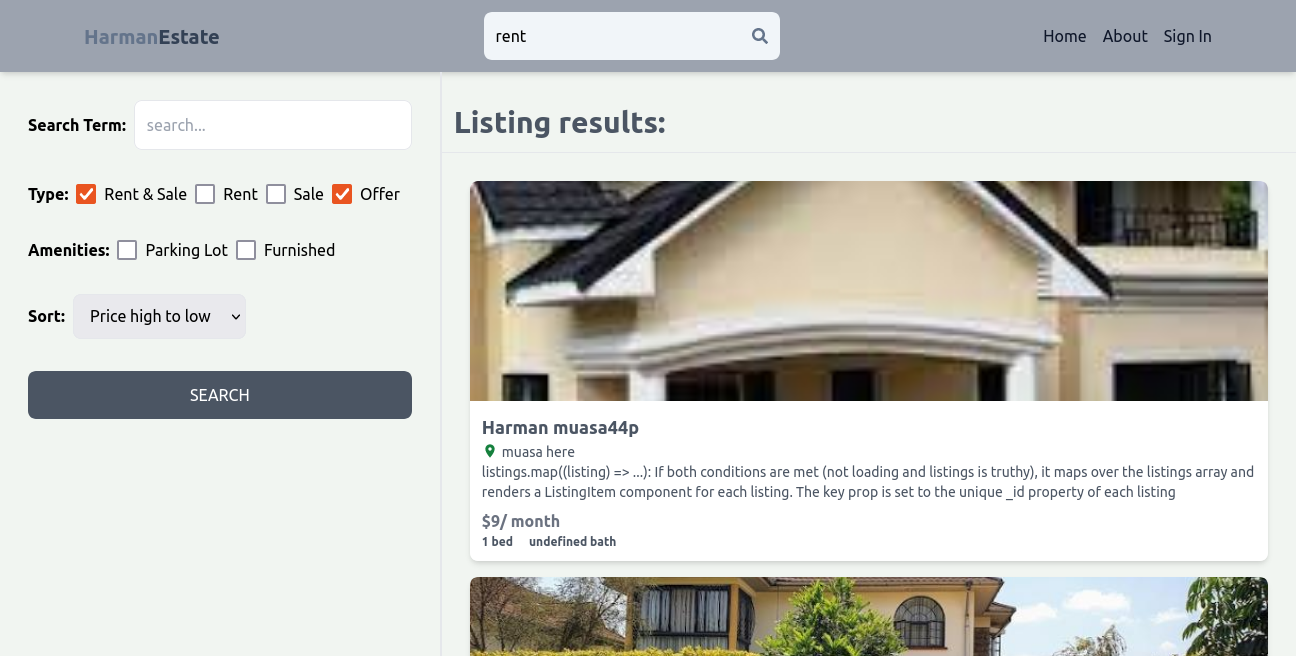 HarmanEstate
rent
Home About Sign In
Search Term: search...
Type: Rent & Sale Rent Sale Offer
Amenities: Parking Lot Furnished
Sort: Price high to low
SEARCH
Listing results:
Harman muasa44p
muasa here
listings.map((listing) => ...): If both conditions are met (not loading and listings is truthy), it maps over the listings array and
renders a ListingItem component for each listing. The key prop is set to the unique _id property of each listing
$9/ month
1 bed undefined bath